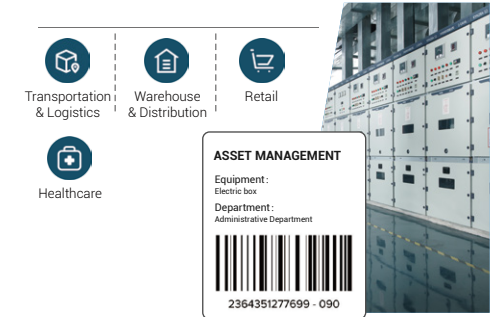 Transportation
& Logistics
Warehouse
& Distribution
Retail
Healthcare
ASSET MANAGEMENT
Equipment:
Electric box
Department:
Administrative Department
2364351277699 - 090